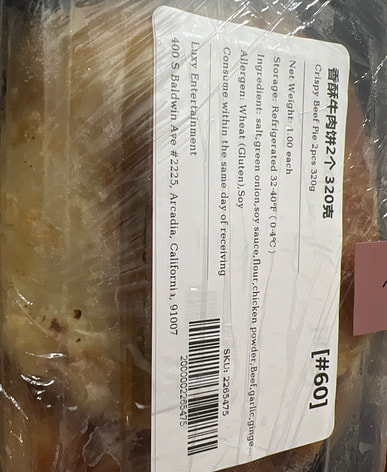 香酥牛肉饼2个 320克
Crispy Beef Pie 2pcs 320g
[#60]
Net Weight: 1.00 each
Storage: Refrigerated 32-40°F ( 0-4℃ )
Ingredient: salt,green onion,soy sauce,flour,chicken powder,Beef,garlic,
Allergen: Wheat (Gluten),Soy
Consume within the same day of receiving
SKU: 2265475
Luxy Entertainment
400 S Baldwin Ave #2225, Arcadia, California, 91007
2000002265475